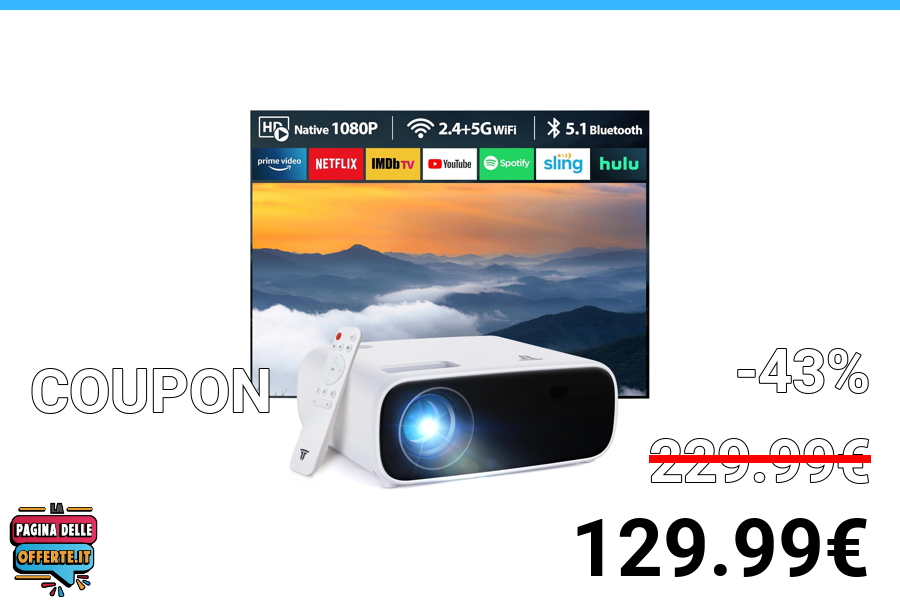 HD Native 1080P 2.4+5G WiFi 5.1 Bluetooth
prime video NETFLIX IMDb TV YouTube Spotify sling hulu
COUPON
-43%
229.99€
129.99€
LA
PAGINA DELLE
OFFERTE.IT